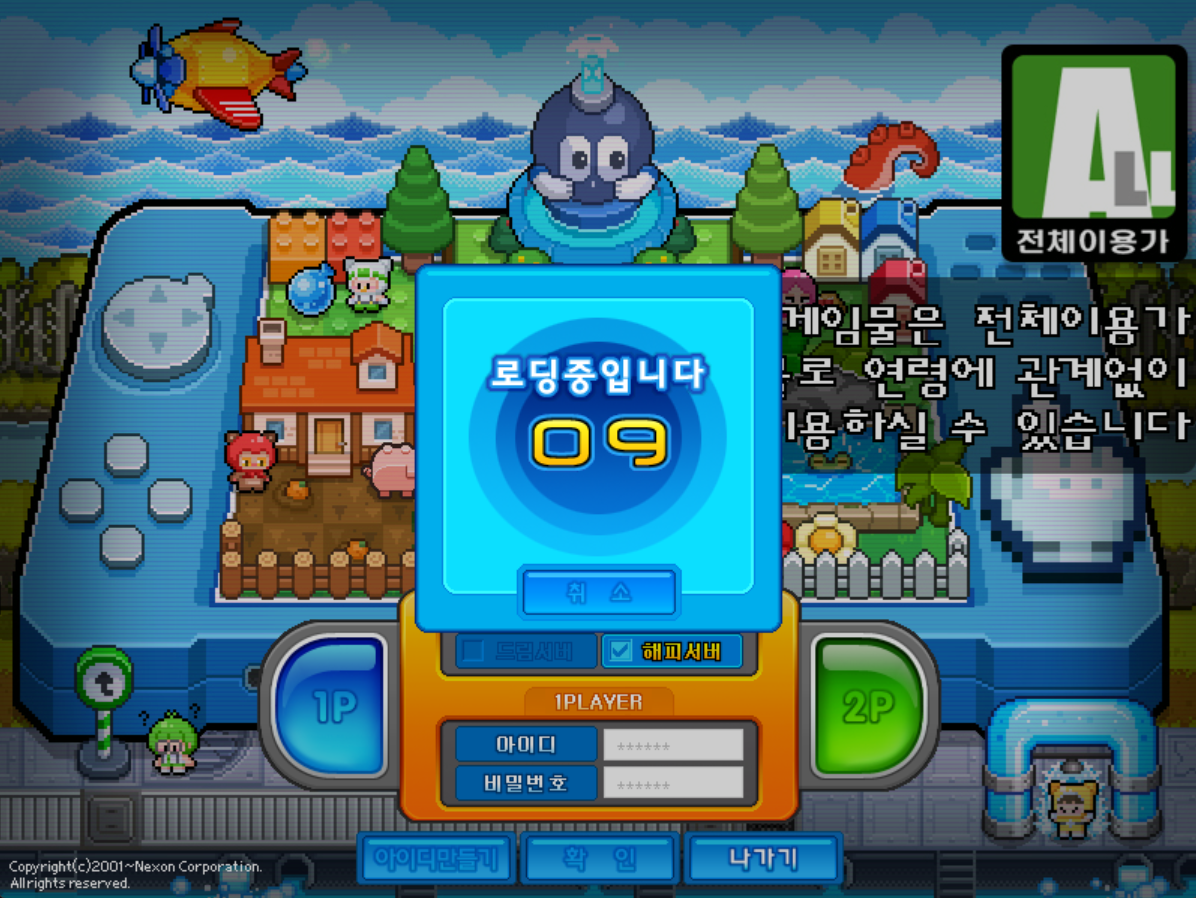 ALL
전체이용가
게임물은 전체이용가
로 연령에 관계없이
이용하실 수 있습니다
로딩중입니다
09
취 소
드림서버
해피서버
1P
1PLAYER
2P
아이디
******
비밀번호
******
아이디만들기
확 인
나가기
Copyright(c)2001~Nexon Corporation.
All rights reserved.